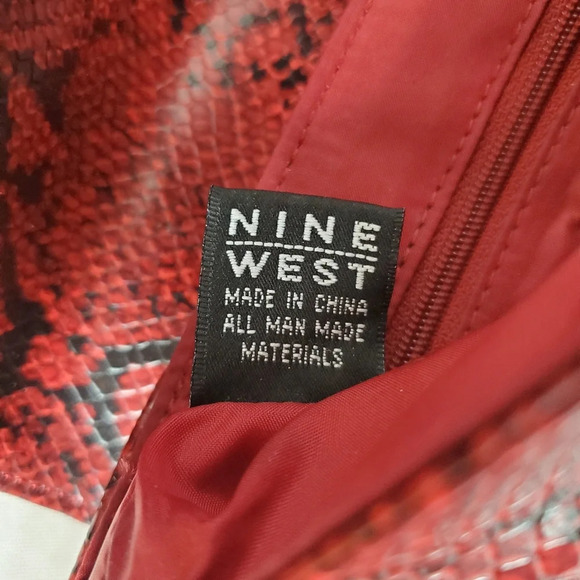 NINE
WEST
MADE IN CHINA
ALL MAN MADE
MATERIALS